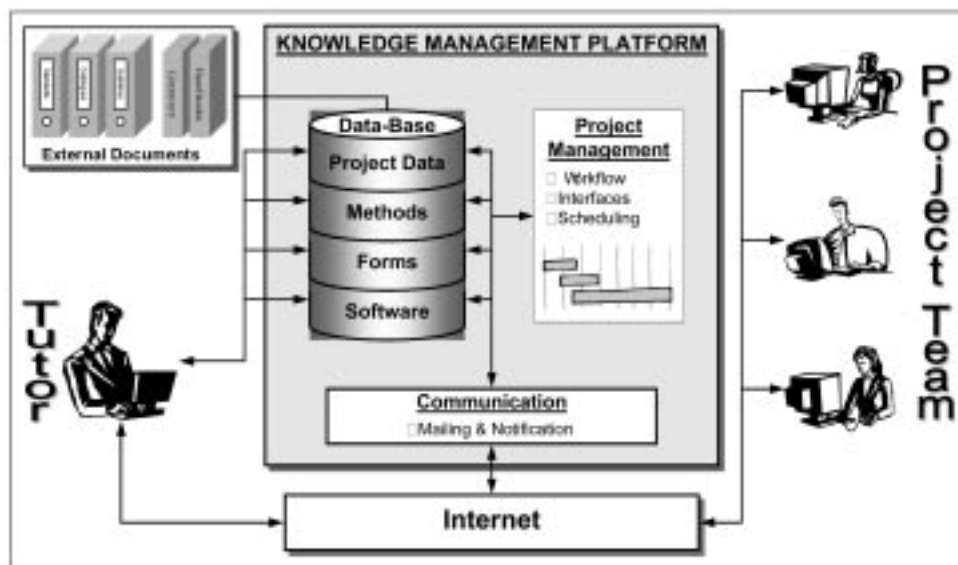 KNOWLEDGE MANAGEMENT PLATFORM
External Documents
Data-Base
Project Data
Methods
Forms
Software
Project
Management
Workflow
Interfaces
Scheduling
Communication
Mailing & Notification
Internet
Tutor
Project Team